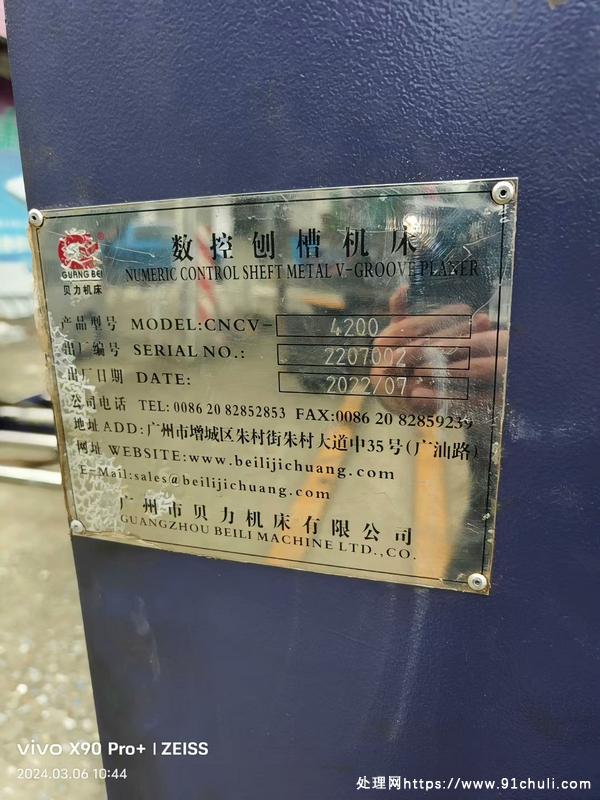 数控刨槽机床
NUMERIC CONTROL SHEFT METAL V-GROOVE PLANER
GUANG BEI
贝力机床
产品型号 MODEL:CNCV- 4200
出厂编号 SERIAL NO.: 2207002
出厂日期 DATE: 2022/07
公司电话 TEL: 0086 20 82852853 FAX:0086 20 82859239
地址 ADD: 广州市增城区朱村街朱村大道中35号(广汕路)
网址 WEBSITE: www.beilijichuang.com
E-Mail:sales@beilijichuang.com
广州市贝力机床有限公司
GUANGZHOU BEILI MACHINE LTD.,CO.
vivo X90 Pro+ | ZEISS
2024.03.06 10:44
处理网https://www.91chuli.com